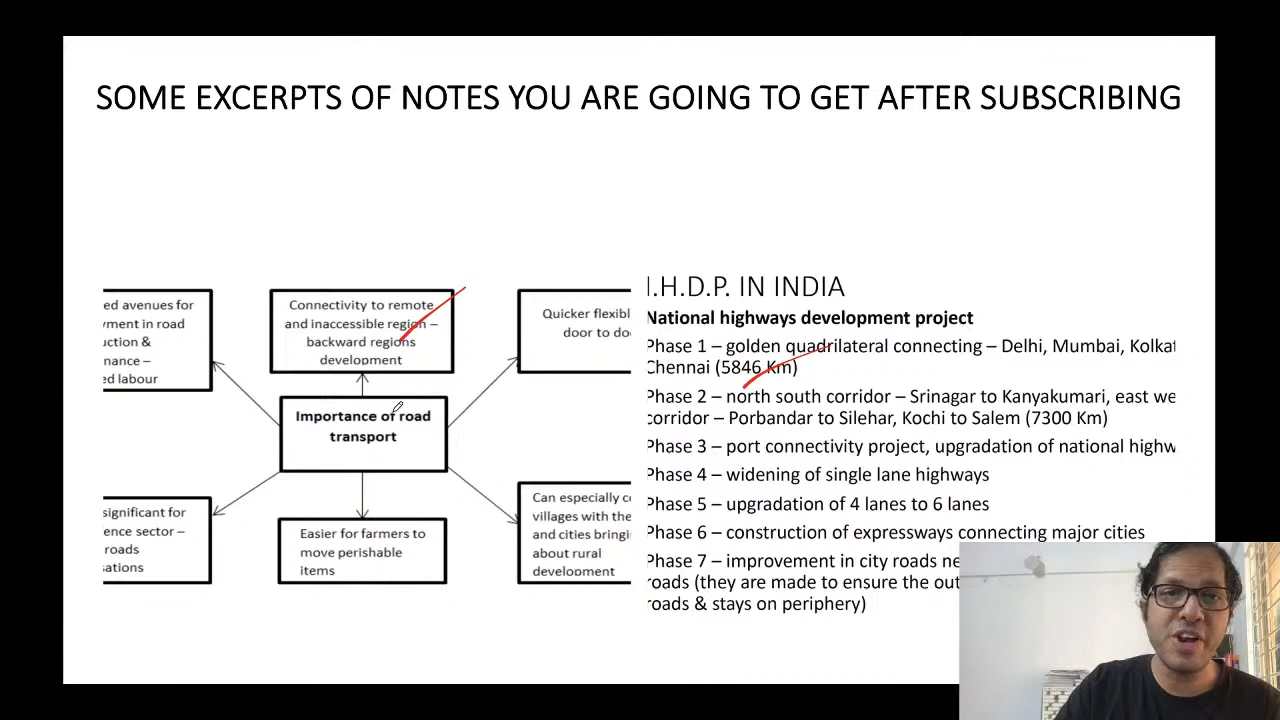 SOME EXCERPTS OF NOTES YOU ARE GOING TO GET AFTER SUBSCRIBING
ed avenues for
yment in road
uction &
nance –
ed labour
Connectivity to remote
and inaccessible region –
backward regions
development
Quicker flexibl
door to do
Importance of road
transport
significant for
ence sector –
roads
sations
Easier for farmers to
move perishable
items
Can especially c
villages with the
and cities bringi
about rural
development
I.H.D.P. IN INDIA
National highways development project
Phase 1 – golden quadrilateral connecting – Delhi, Mumbai, Kolkat
Chennai (5846 Km)
Phase 2 – north south corridor – Srinagar to Kanyakumari, east we
corridor – Porbandar to Silehar, Kochi to Salem (7300 Km)
Phase 3 – port connectivity project, upgradation of national highw
Phase 4 – widening of single lane highways
Phase 5 – upgradation of 4 lanes to 6 lanes
Phase 6 – construction of expressways connecting major cities
Phase 7 – improvement in city roads ne
roads (they are made to ensure the out
roads & stays on periphery)